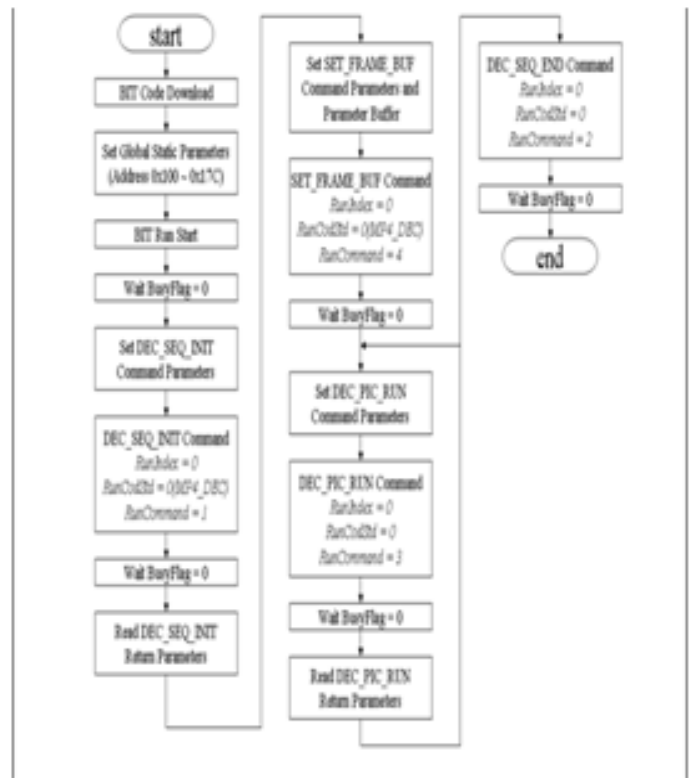 start
BIT Code Download
Set Global Static Parameters
(Address 0x100 ~ 0x17C)
BIT Run Start
Wait BusyFlag = 0
Set DEC_SEQ_INIT
Command Parameters
DEC_SEQ_INIT Command
RunIndex = 0
RunCodStd = 0(MP4_DEC)
RunCommand = 1
Wait BusyFlag = 0
Read DEC_SEQ_INIT
Return Parameters
Set SET_FRAME_BUF
Command Parameters and
Parameter Buffer
SET_FRAME_BUF Command
RunIndex = 0
RunCodStd = 0(MP4_DEC)
RunCommand = 4
Wait BusyFlag = 0
Set DEC_PIC_RUN
Command Parameters
DEC_PIC_RUN Command
RunIndex = 0
RunCodStd = 0
RunCommand = 3
Wait BusyFlag = 0
Read DEC_PIC_RUN
Return Parameters
DEC_SEQ_END Command
RunIndex = 0
RunCodStd = 0
RunCommand = 2
Wait BusyFlag = 0
end